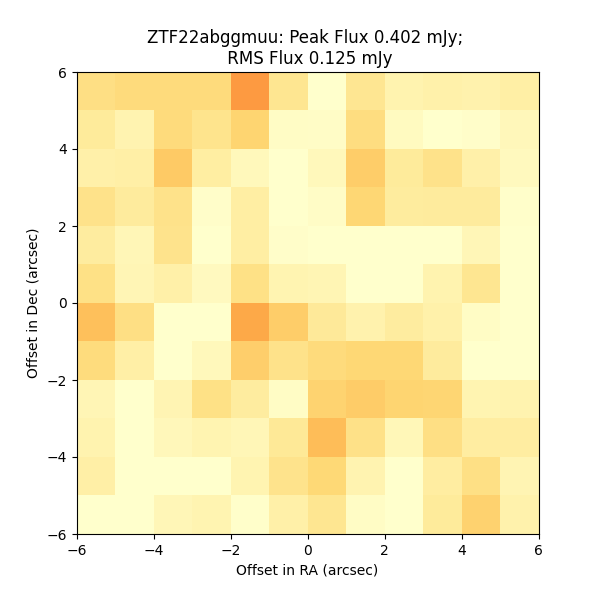 ZTF22abggmuu: Peak Flux 0.402 mJy;
RMS Flux 0.125 mJy
6
4
2
0
−2
−4
−6
Offset in Dec (arcsec)
−6 −4 −2 0 2 4 6
Offset in RA (arcsec)